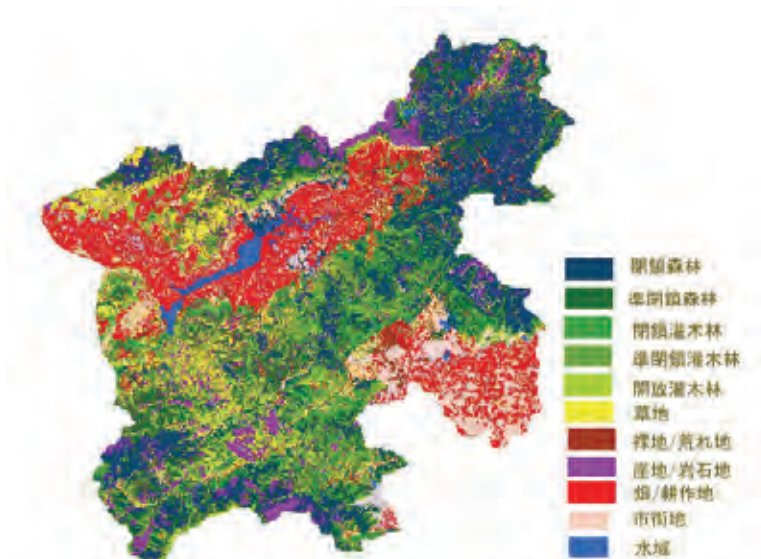 閉鎖森林
準閉鎖森林
閉鎖灌木林
準閉鎖灌木林
開放灌木林
草地
裸地/荒れ地
崖地/岩石地
畑/耕作地
市街地
水域